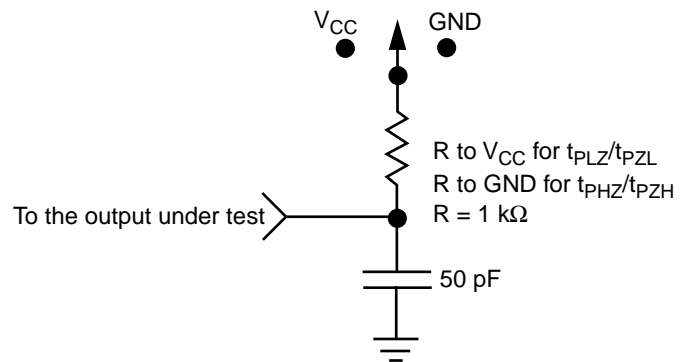 V_CC GND
R to V_CC for t_PLZ/t_PZL
R to GND for t_PHZ/t_PZH
To the output under test R = 1 kΩ
50 pF